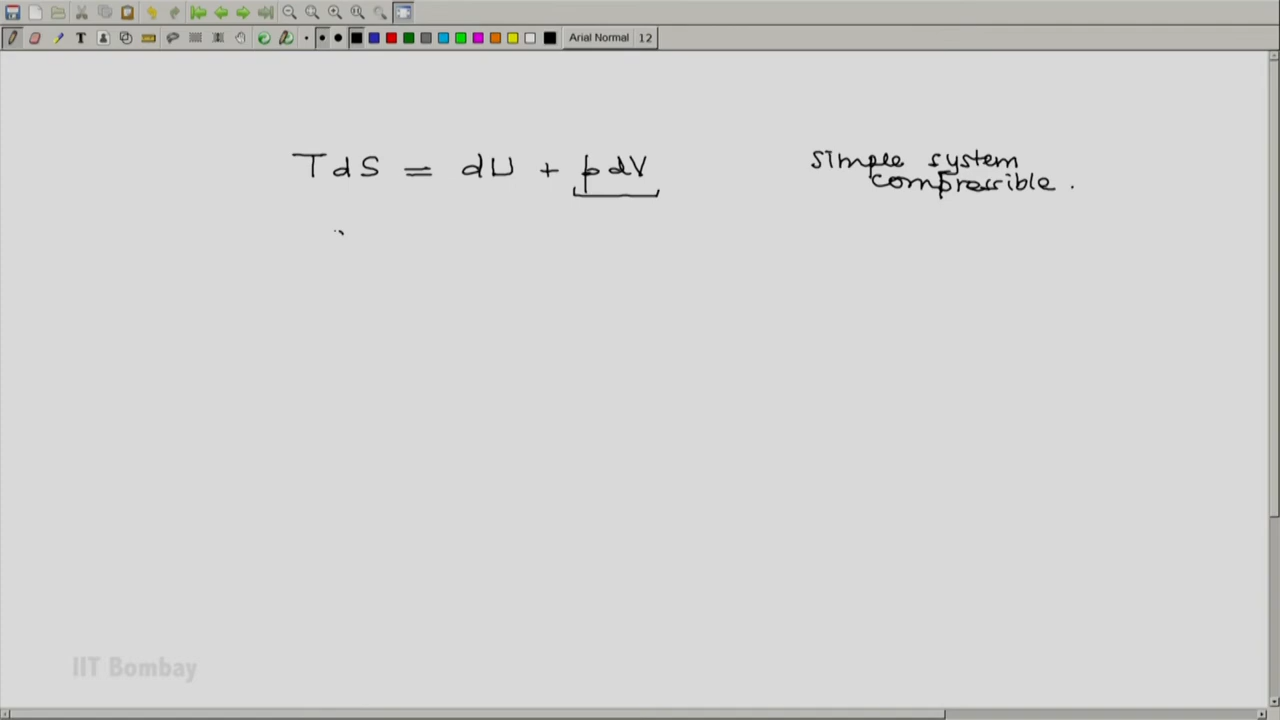 Arial Normal 12
TdS = dU + pdV
simple system
compressible.
IIT Bombay